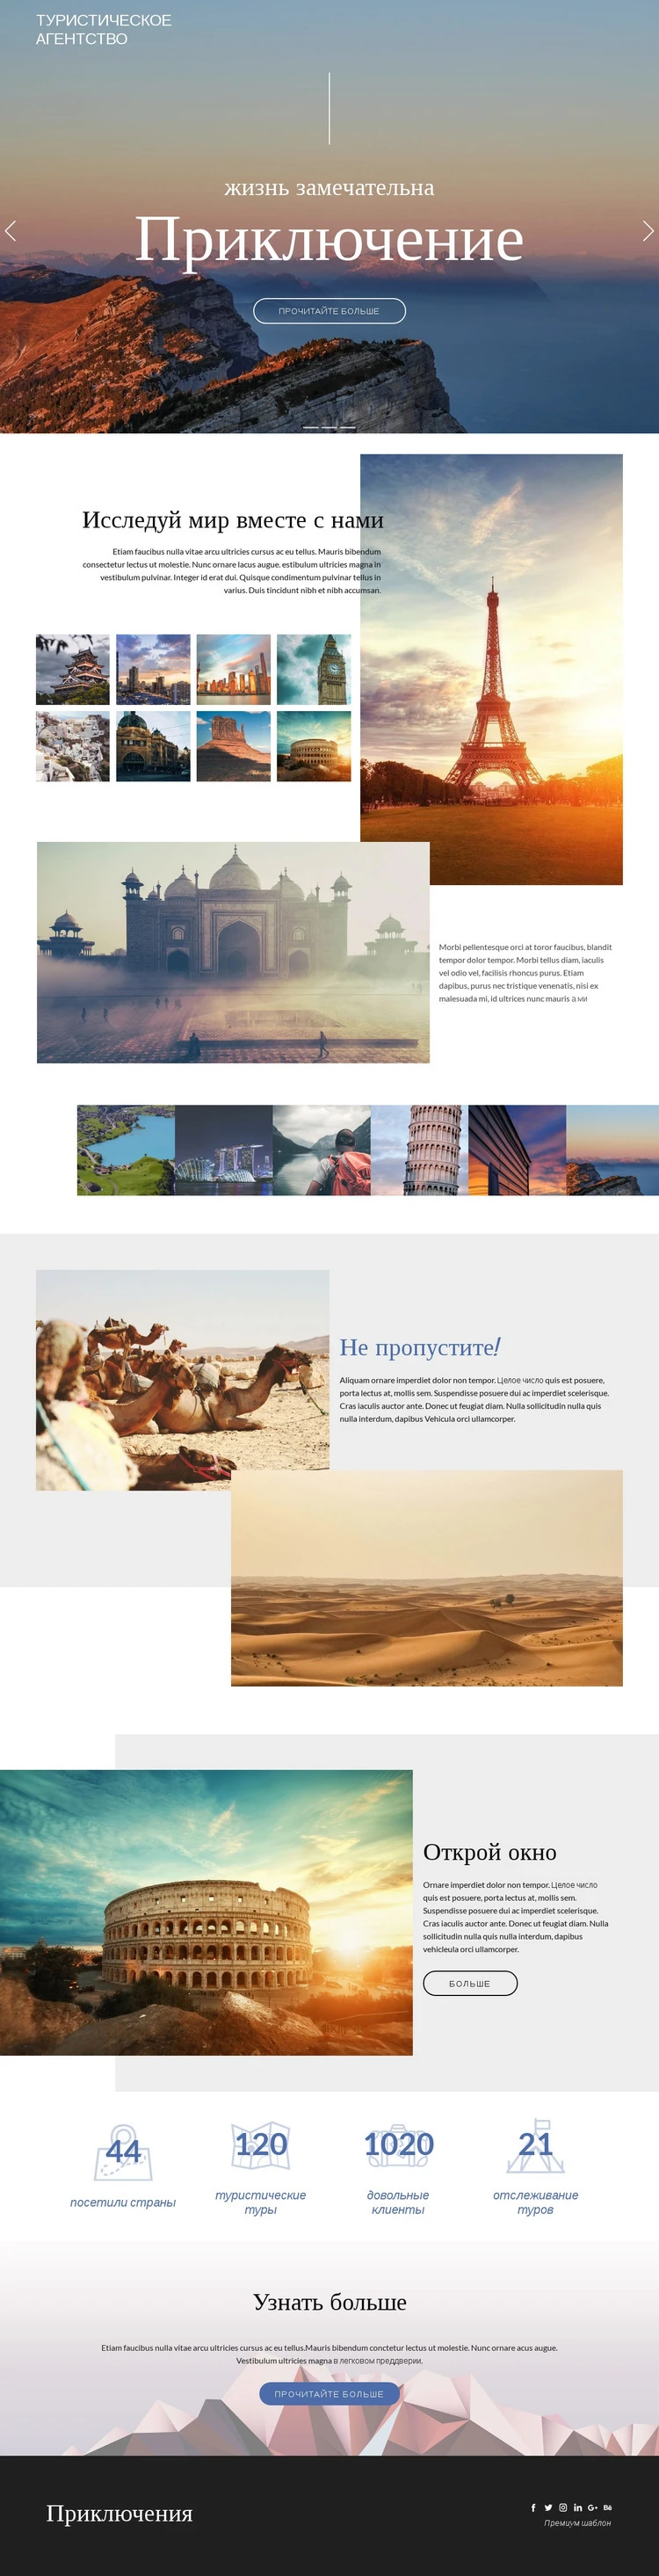 ТУРИСТИЧЕСКОЕ
АГЕНТСТВО
жизнь замечательна
Приключение
ПРОЧИТАЙТЕ БОЛЬШЕ
Исследуй мир вместе с нами
Etiam faucibus nulla vitae arcu ultricies cursus ac eu tellus. Mauris bibendum
consectetur lectus ut molestie. Nunc ornare lacus augue. estibulum ultricies magna in
vestibulum pulvinar. Integer id erat dui. Quisque condimentum pulvinar tellus in
varius. Duis tincidunt nibh et nibh accumsan.
Morbi pellentesque orci at toror faucibus, blandit
tempor dolor tempor. Morbi tellus diam, iaculis
vel odio vel, facilisis rhoncus purus. Etiam
dapibus, purus nec tristique venenatis, nisi ex
malesuada mi, id ultrices nunc mauris а ми
Не пропустите!
Aliquam ornare imperdiet dolor non tempor. Целое число quis est posuere,
porta lectus at, mollis sem. Suspendisse posuere dui ac imperdiet scelerisque.
Cras iaculis auctor ante. Donec ut feugiat diam. Nulla sollicitudin nulla quis
nulla interdum, dapibus Vehicula orci ullamcorper.
Открой окно
Ornare imperdiet dolor non tempor. Целое число
quis est posuere, porta lectus at, mollis sem.
Suspendisse posuere dui ac imperdiet scelerisque.
Cras iaculis auctor ante. Donec ut feugiat diam. Nulla
sollicitudin nulla quis nulla interdum, dapibus
vehicleula orci ullamcorper.
БОЛЬШЕ
44
посетили страны
120
туристические
туры
1020
довольные
клиенты
21
отслеживание
туров
Узнать больше
Etiam faucibus nulla vitae arcu ultricies cursus ac eu tellus.Mauris bibendum conctetur lectus ut molestie. Nunc ornare acus augue.
Vestibulum ultricies magna в легковом преддверии.
ПРОЧИТАЙТЕ БОЛЬШЕ
Приключения
Премиум шаблон